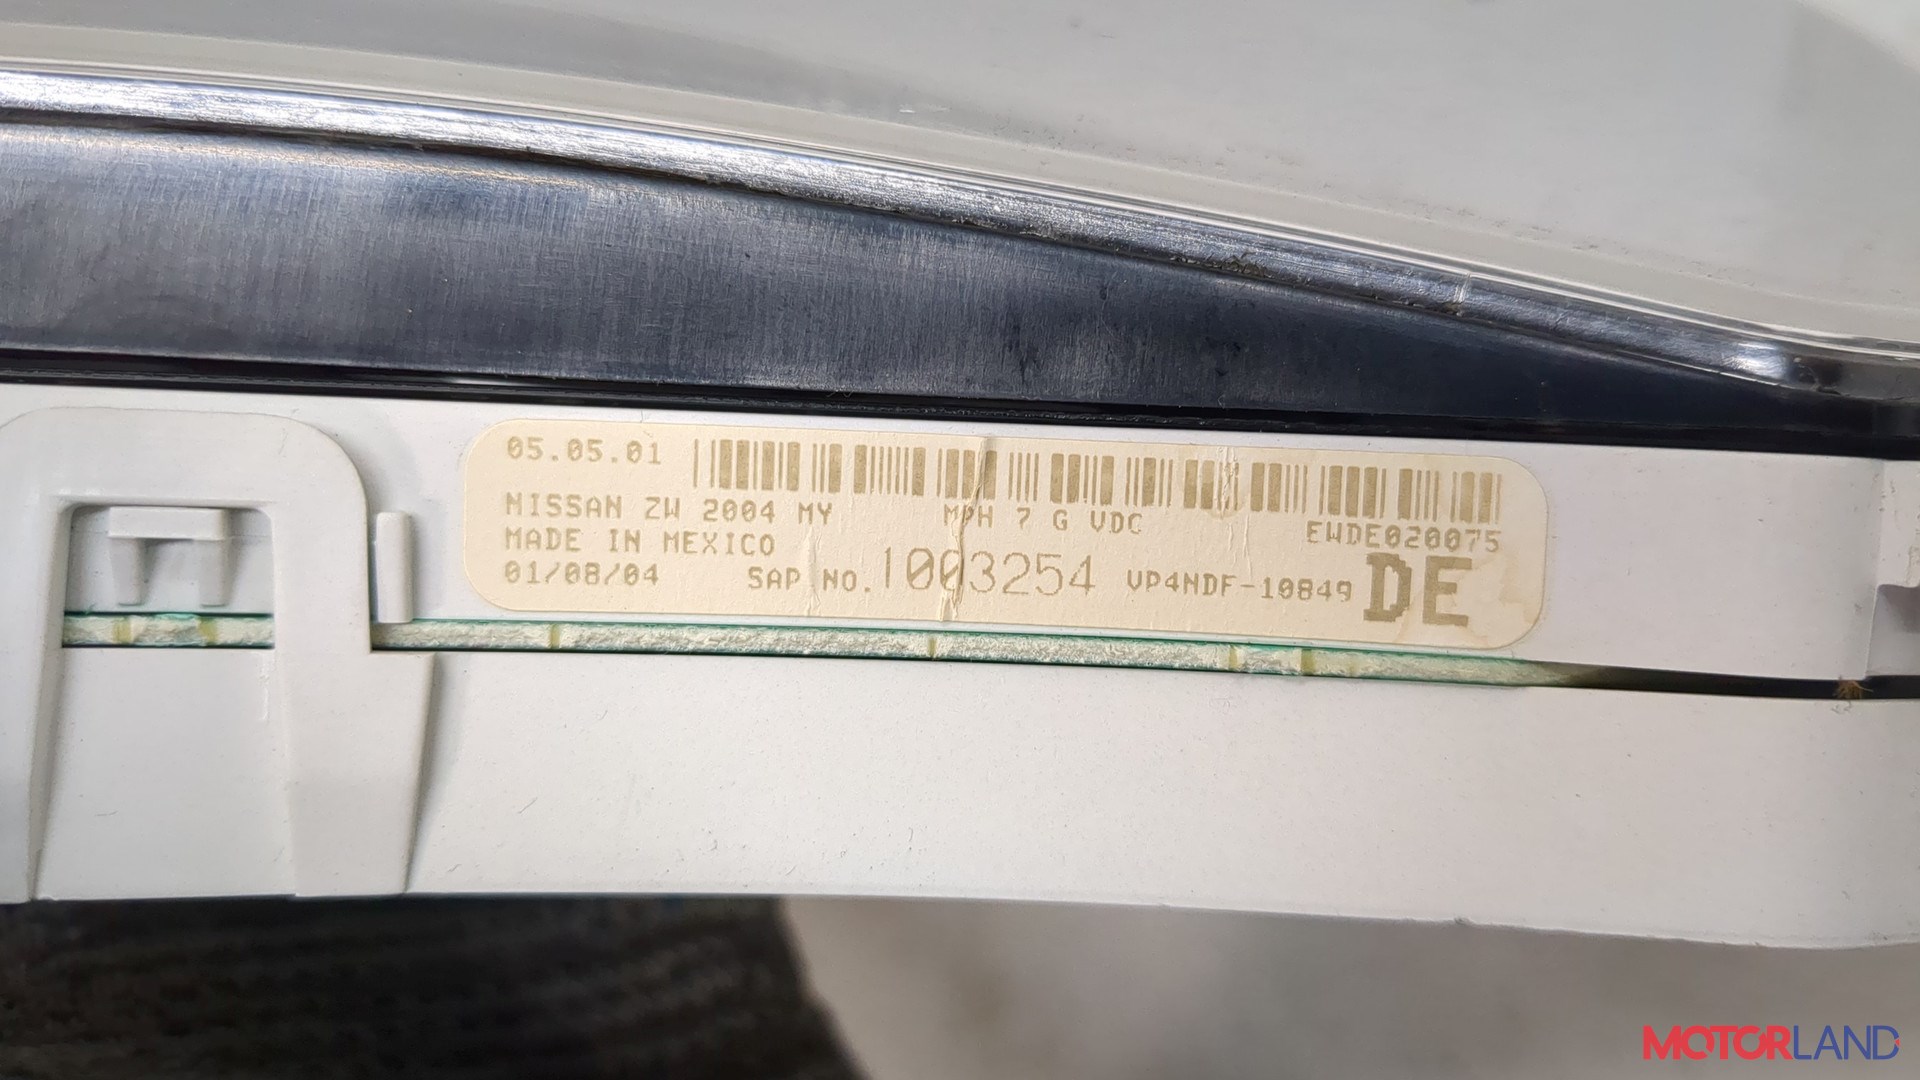 05.05.01
NISSAN ZW 2004 MY MPH 7 G VDC EWDE020075
MADE IN MEXICO
01/08/04 SAP NO. 1003254 VP4NDF-10849 DE
MOTORLAND